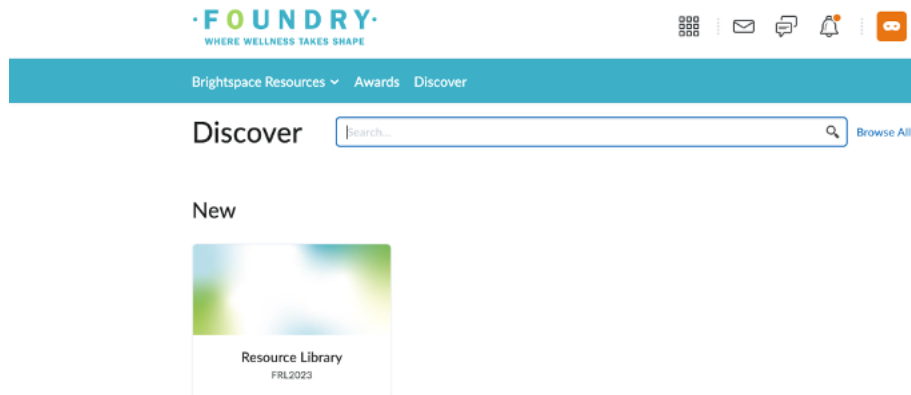 ·FOUNDRY·
WHERE WELLNESS TAKES SHAPE
Brightspace Resources Awards Discover
Discover Search... Browse All
New
Resource Library
FRL2023